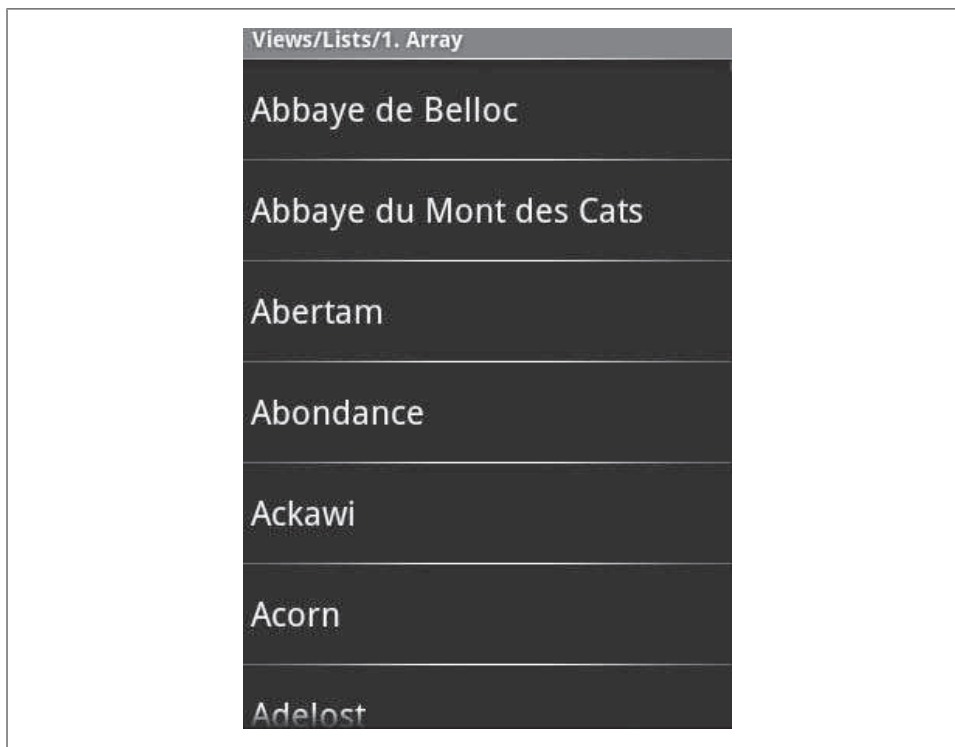 Views/Lists/1. Array
Abbaye de Belloc
Abbaye du Mont des Cats
Abertam
Abondance
Ackawi
Acorn
Adelost